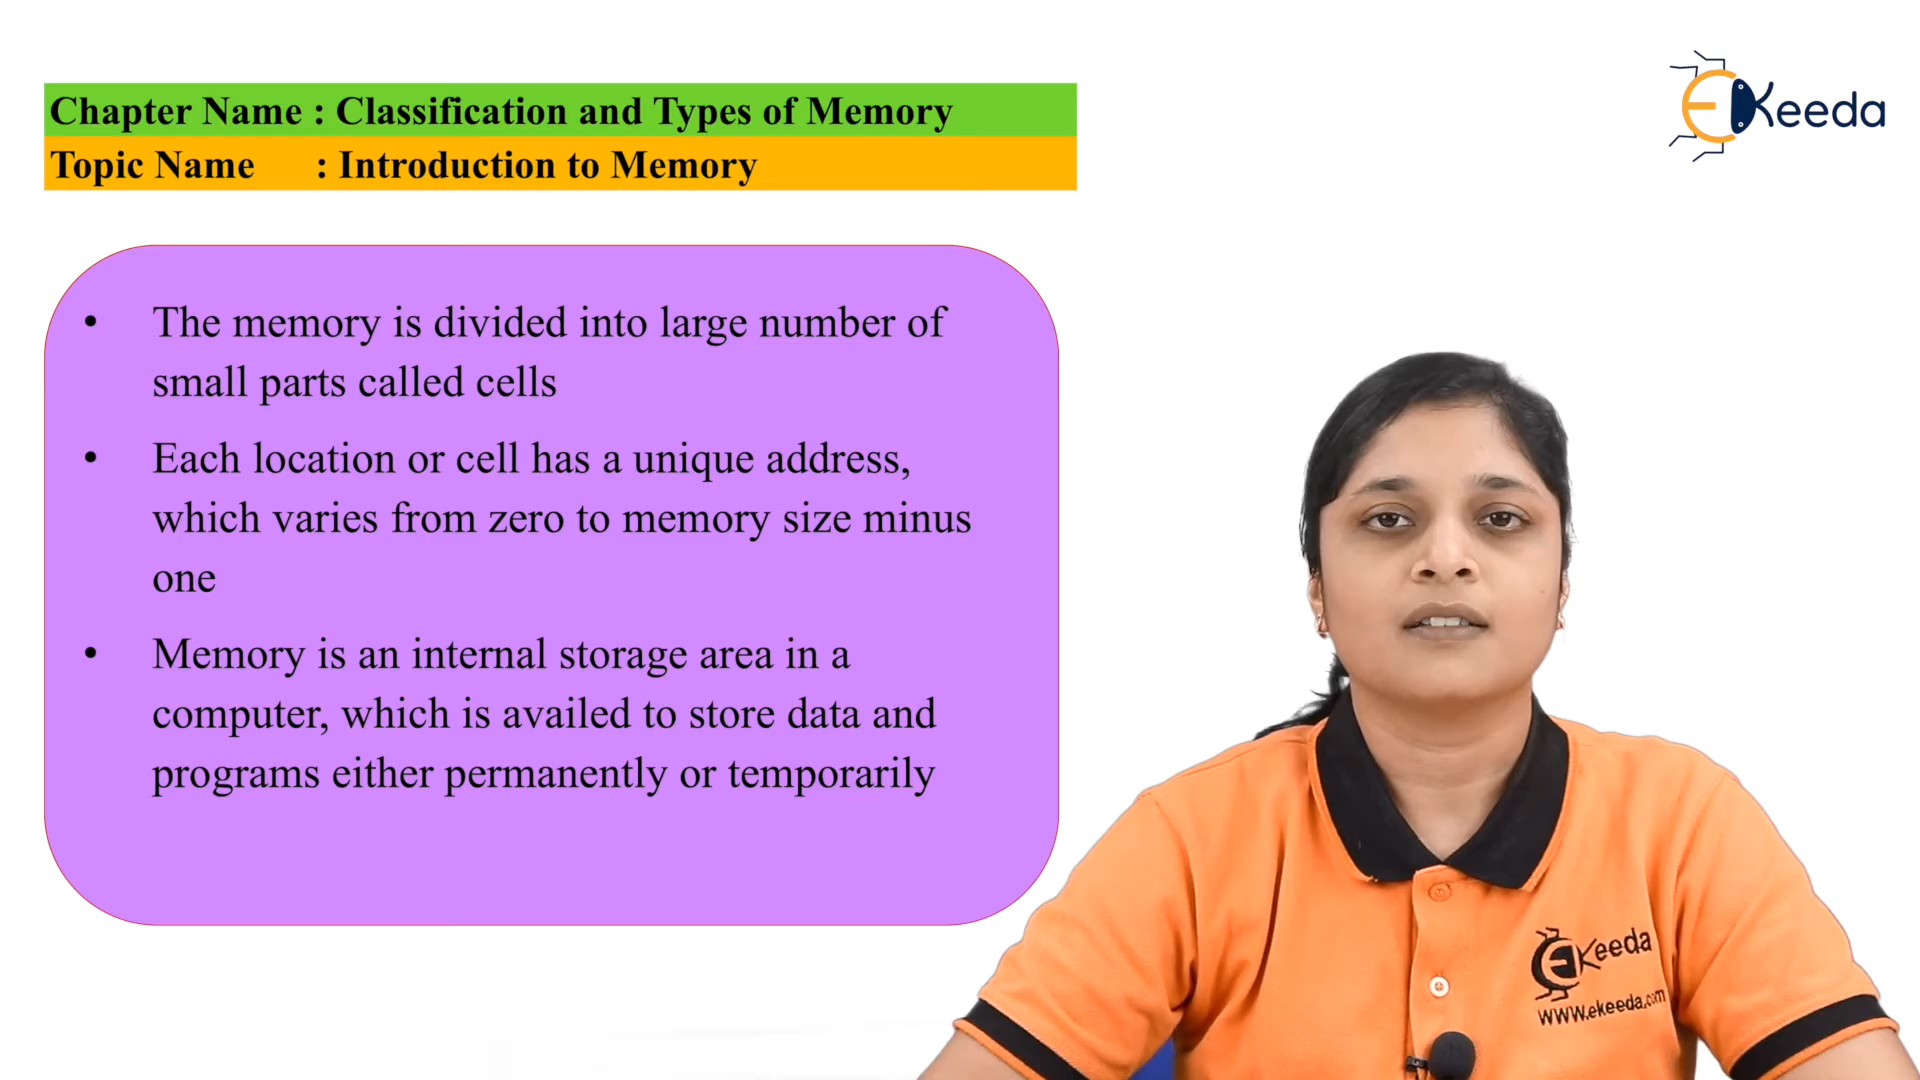 Chapter Name : Classification and Types of Memory
Topic Name : Introduction to Memory
EKeeda
• The memory is divided into large number of
small parts called cells
• Each location or cell has a unique address,
which varies from zero to memory size minus
one
• Memory is an internal storage area in a
computer, which is availed to store data and
programs either permanently or temporarily
EKeeda
www.ekeeda.com